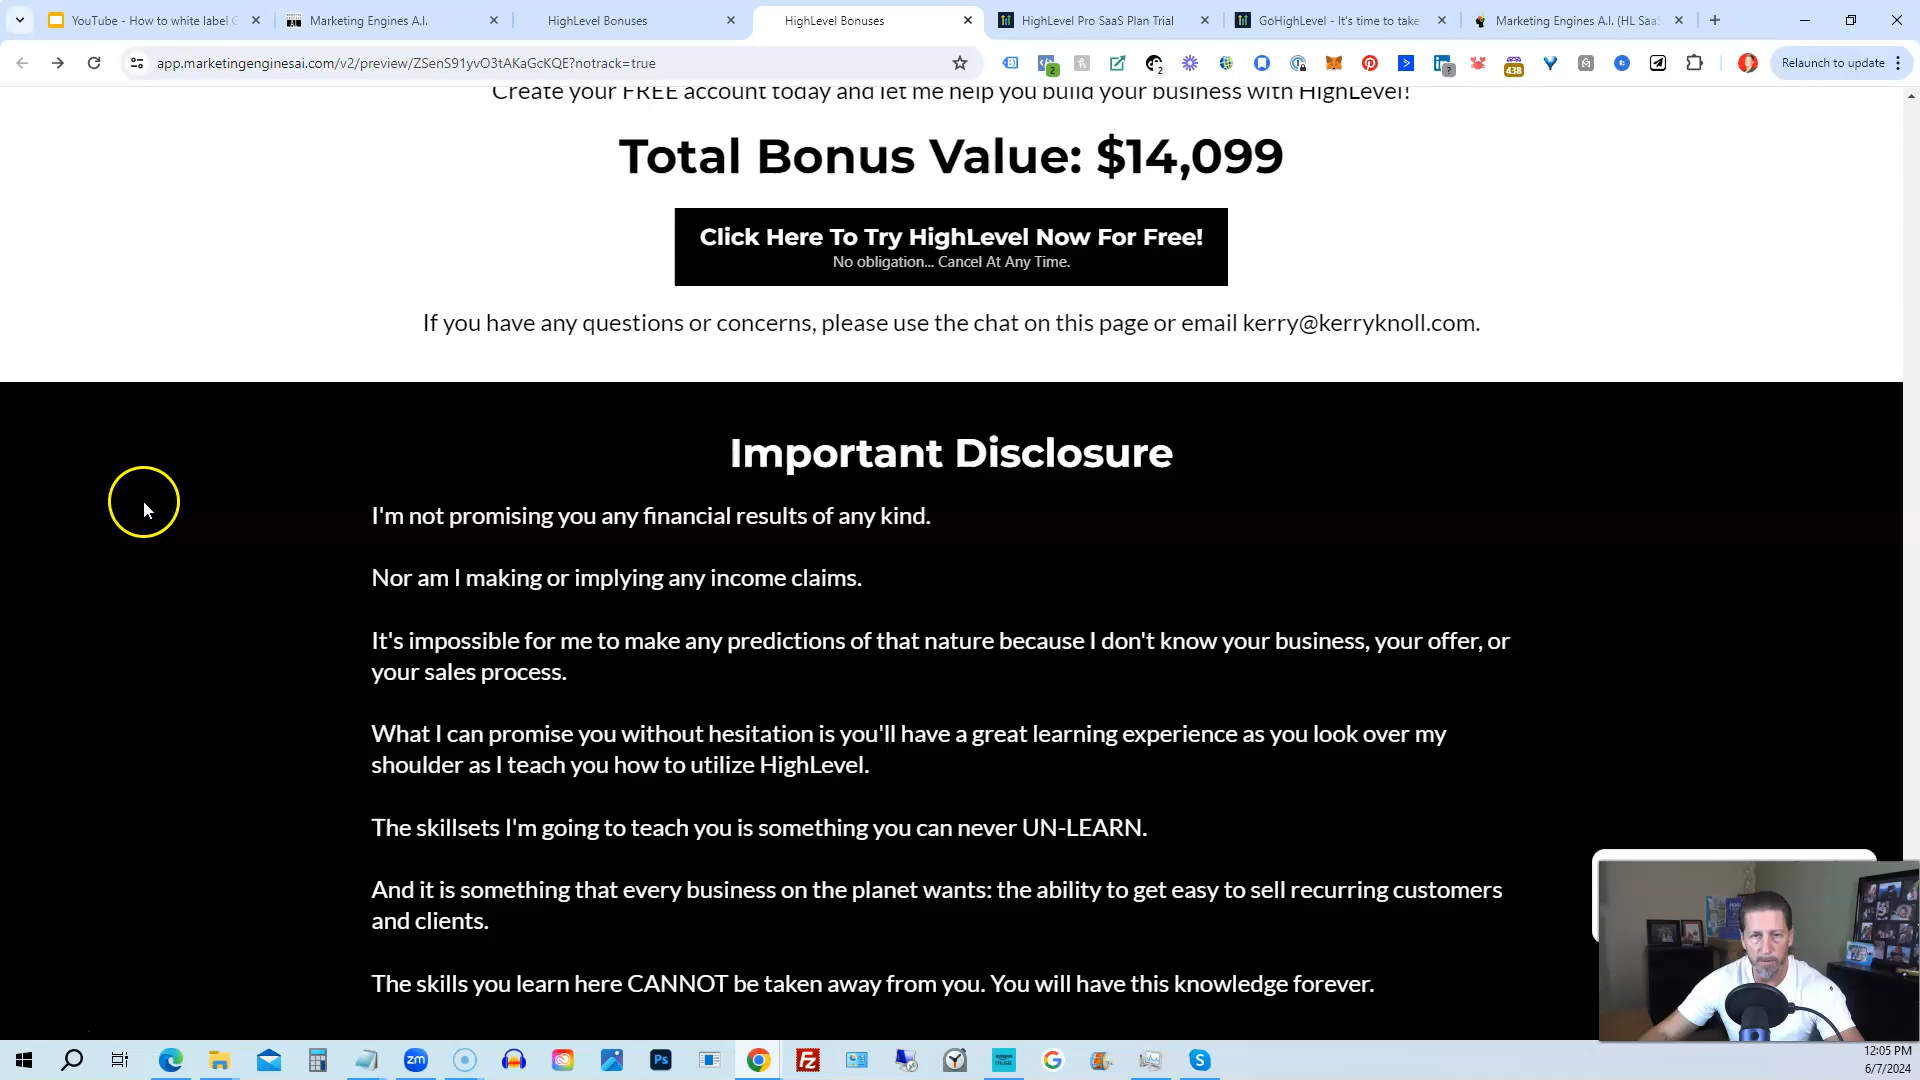 YouTube - How to white label G
Marketing Engines A.I.
HighLevel Bonuses
HighLevel Bonuses
HighLevel Pro SaaS Plan Trial
GoHighLevel - It's time to take
Marketing Engines A.I. (HL SaaS
app.marketingenginesai.com/v2/preview/ZSenS91yvO3tAKaGcKQE?notrack=true
2
2
438
Relaunch to update
Create your FREE account today and let me help you build your business with HighLevel!
Total Bonus Value: $14,099
Click Here To Try HighLevel Now For Free!
No obligation... Cancel At Any Time.
If you have any questions or concerns, please use the chat on this page or email kerry@kerryknoll.com.
Important Disclosure
I'm not promising you any financial results of any kind.
Nor am I making or implying any income claims.
It's impossible for me to make any predictions of that nature because I don't know your business, your offer, or
your sales process.
What I can promise you without hesitation is you'll have a great learning experience as you look over my
shoulder as I teach you how to utilize HighLevel.
The skillsets I'm going to teach you is something you can never UN-LEARN.
And it is something that every business on the planet wants: the ability to get easy to sell recurring customers
and clients.
The skills you learn here CANNOT be taken away from you. You will have this knowledge forever.
zm
Ps
Fz
12:05 PM
6/7/2024